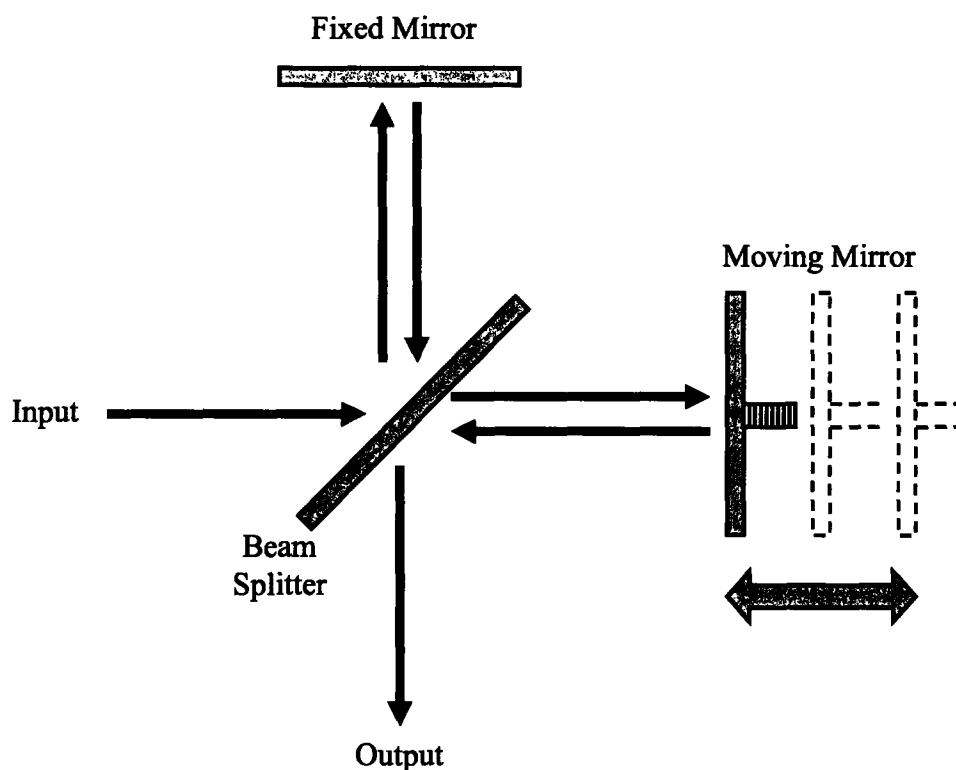 Fixed Mirror
Moving Mirror
Input
Beam
Splitter
Output